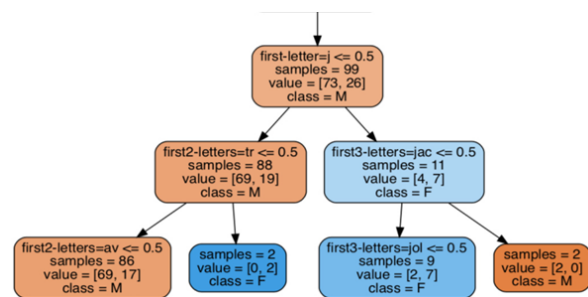 first-letter=j <= 0.5
samples = 99
value = [73, 26]
class = M
first2-letters=tr <= 0.5
samples = 88
value = [69, 19]
class = M
first3-letters=jac <= 0.5
samples = 11
value = [4, 7]
class = F
first2-letters=av <= 0.5
samples = 86
value = [69, 17]
class = M
samples = 2
value = [0, 2]
class = F
first3-letters=jol <= 0.5
samples = 9
value = [2, 7]
class = F
samples = 2
value = [2, 0]
class = M